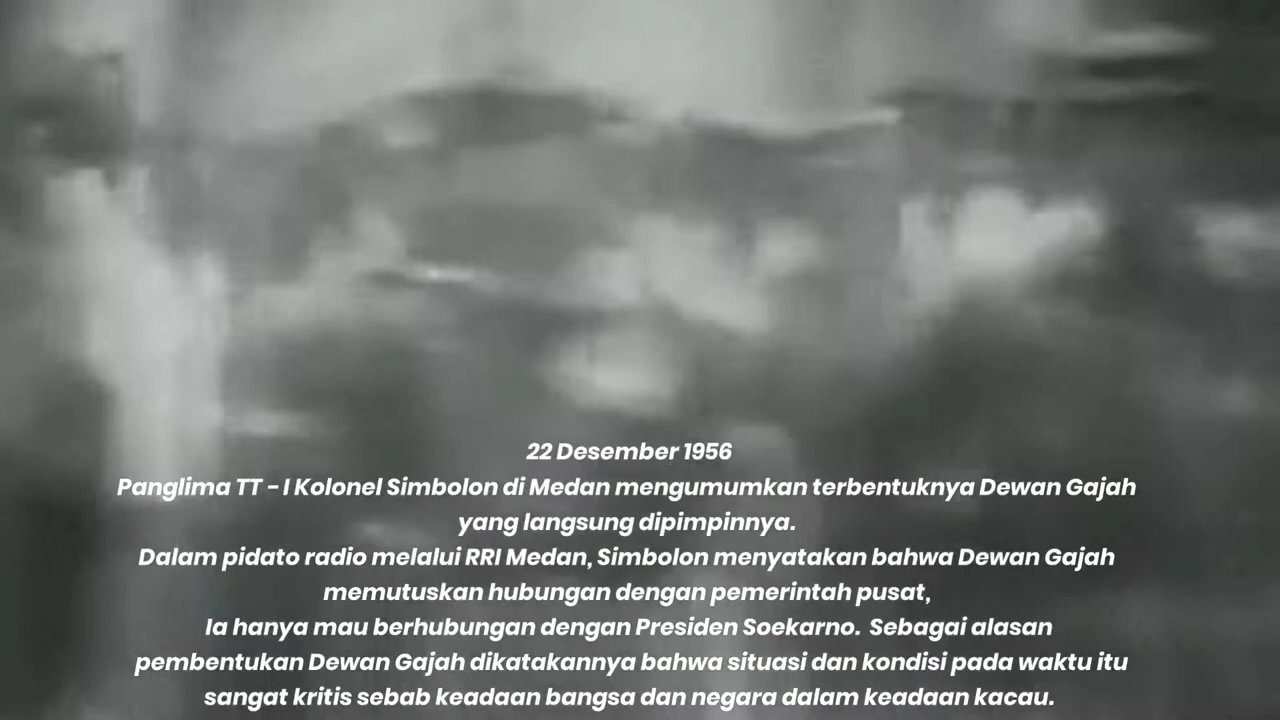 22 Desember 1956
Panglima TT - I Kolonel Simbolon di Medan mengumumkan terbentuknya Dewan Gajah
yang langsung dipimpinnya.
Dalam pidato radio melalui RRI Medan, Simbolon menyatakan bahwa Dewan Gajah
memutuskan hubungan dengan pemerintah pusat,
Ia hanya mau berhubungan dengan Presiden Soekarno. Sebagai alasan
pembentukan Dewan Gajah dikatakannya bahwa situasi dan kondisi pada waktu itu
sangat kritis sebab keadaan bangsa dan negara dalam keadaan kacau.